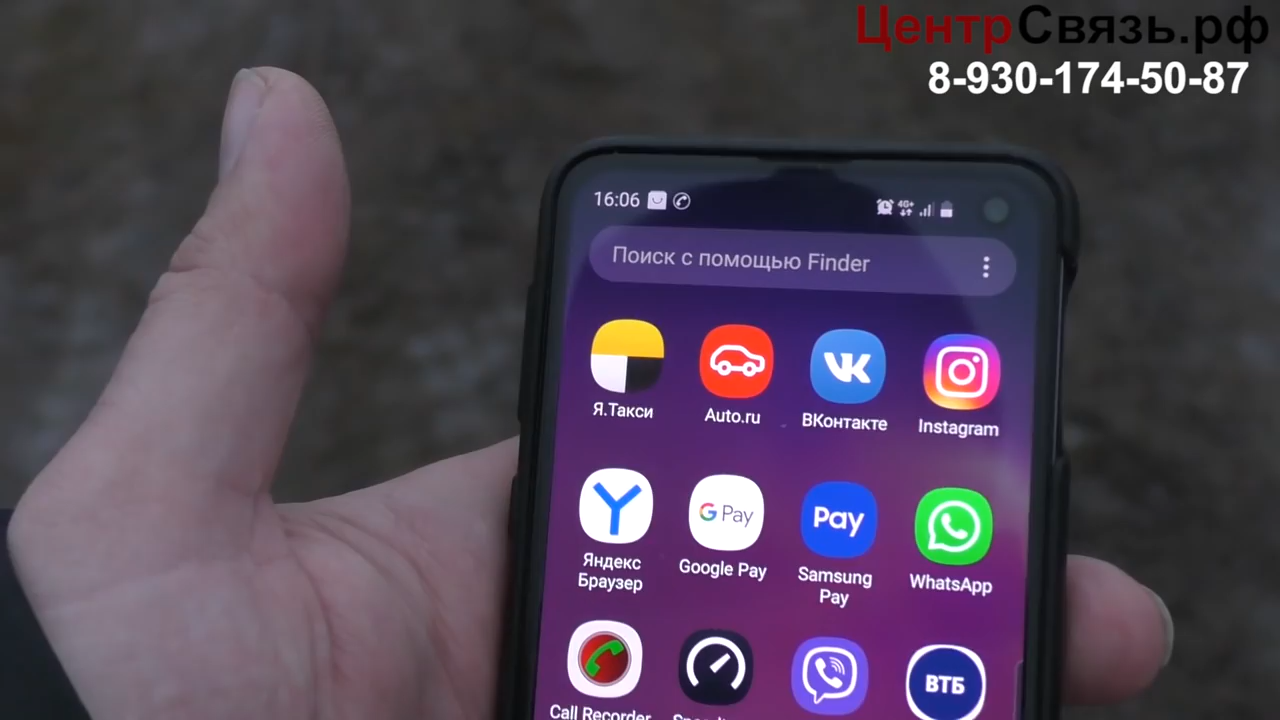 ЦентрСвязь.рф
8-930-174-50-87
16:06
4G+
Поиск с помощью Finder
Я.Такси
Auto.ru
ВКонтакте
Instagram
G Pay
Pay
Яндекс
Браузер
Google Pay
Samsung
Pay
WhatsApp
ВТБ
Call Recorder